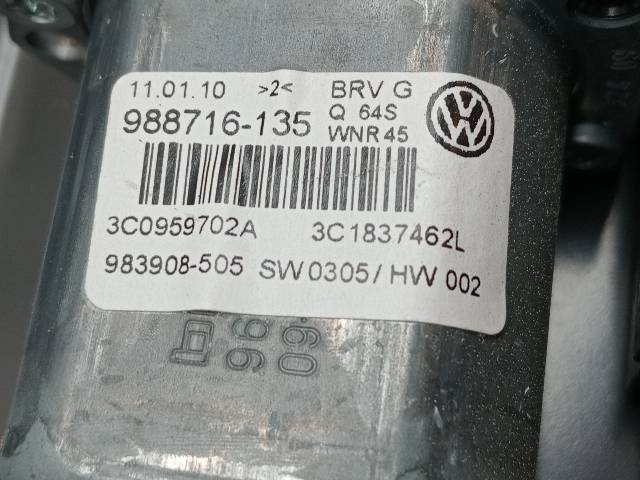 11.01.10 >2< BRV G
Q 64S
988716-135 WNR 45
3C0959702A 3C1837462L
983908-505 SW 0305/ HW 002